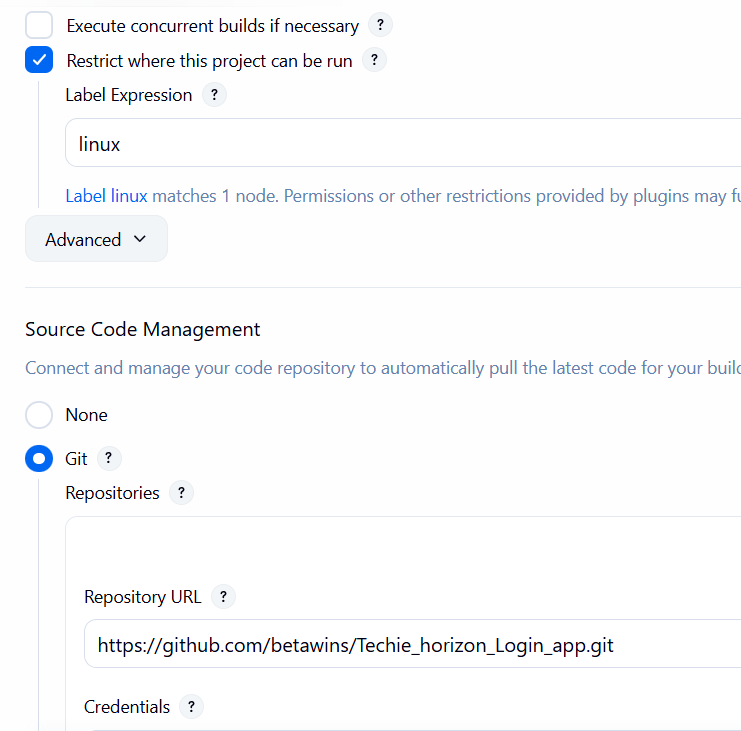 Execute concurrent builds if necessary ?
Restrict where this project can be run ?
Label Expression ?
linux
Label linux matches 1 node. Permissions or other restrictions provided by plugins may
Advanced
Source Code Management
Connect and manage your code repository to automatically pull the latest code for your
None
Git ?
Repositories ?
Repository URL ?
https://github.com/betawins/Techie_horizon_Login_app.git
Credentials ?